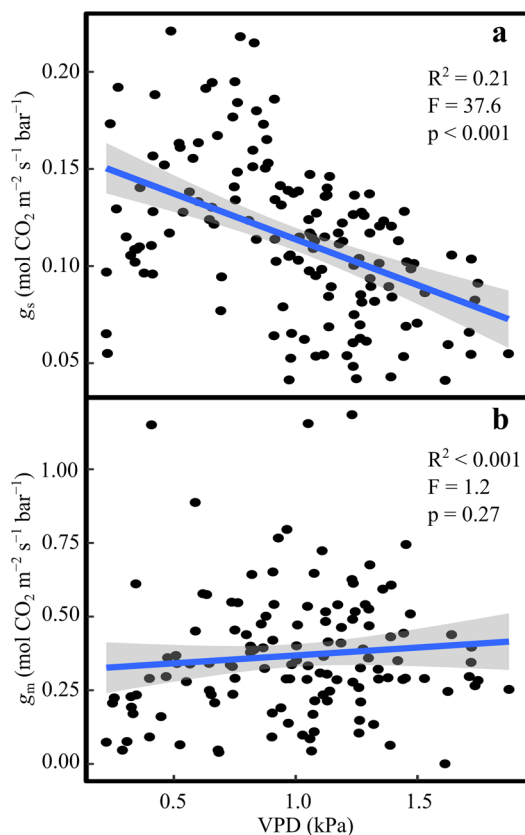 a
R² = 0.21
F = 37.6
p < 0.001
0.20
0.15
0.10
0.05
gₛ (mol CO₂ m⁻² s⁻¹ bar⁻¹)
b
R² < 0.001
F = 1.2
p = 0.27
1.00
0.75
0.50
0.25
0.00
gₘ (mol CO₂ m⁻² s⁻¹ bar⁻¹)
0.5 1.0 1.5
VPD (kPa)